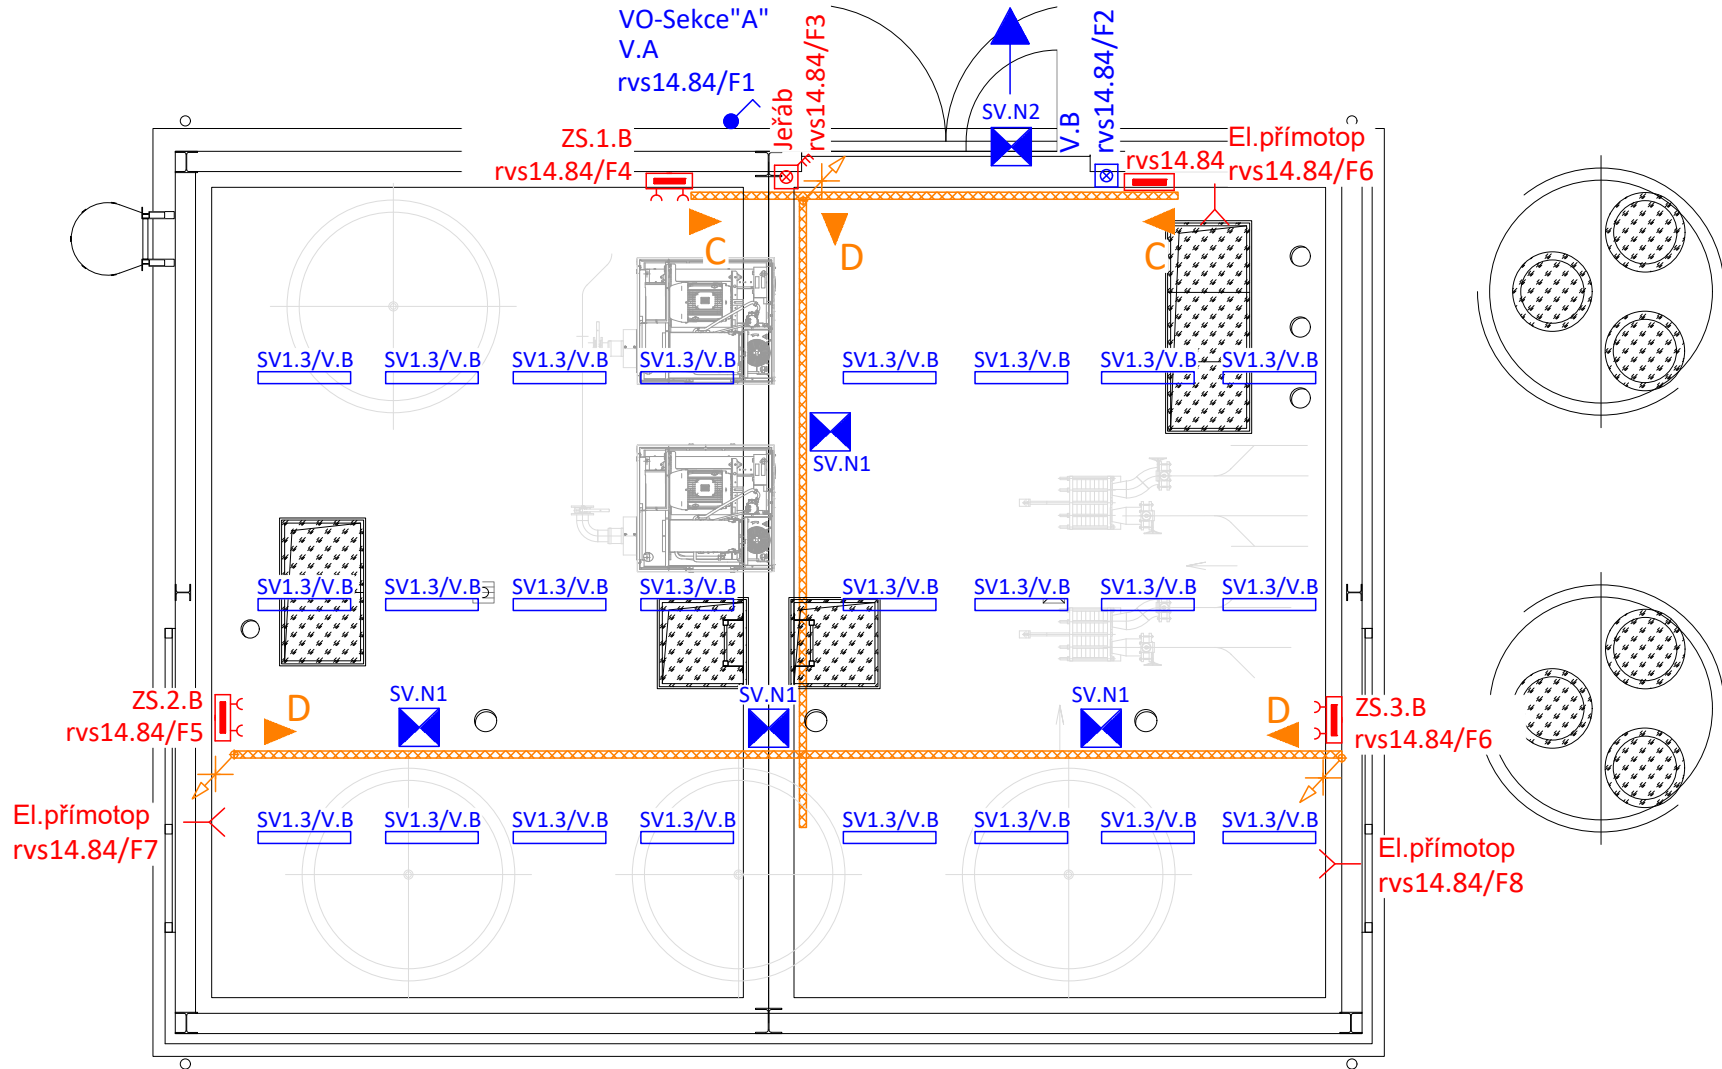 VO-Sekce"A"
V.A
rvs14.84/F1
Jeřáb
rvs14.84/F3
SV.N2
V.B
rvs14.84/F2
ZS.1.B
rvs14.84/F4
rvs14.84
El.přímotop
rvs14.84/F6
C
D
C
SV1.3/V.B SV1.3/V.B SV1.3/V.B SV1.3/V.B SV1.3/V.B SV1.3/V.B SV1.3/V.B SV1.3/V.B
SV.N1
SV1.3/V.B SV1.3/V.B SV1.3/V.B SV1.3/V.B SV1.3/V.B SV1.3/V.B SV1.3/V.B SV1.3/V.B
ZS.2.B
rvs14.84/F5
D
SV.N1
SV.N1
SV.N1
D
ZS.3.B
rvs14.84/F6
El.přímotop
rvs14.84/F7
SV1.3/V.B SV1.3/V.B SV1.3/V.B SV1.3/V.B SV1.3/V.B SV1.3/V.B SV1.3/V.B SV1.3/V.B
El.přímotop
rvs14.84/F8